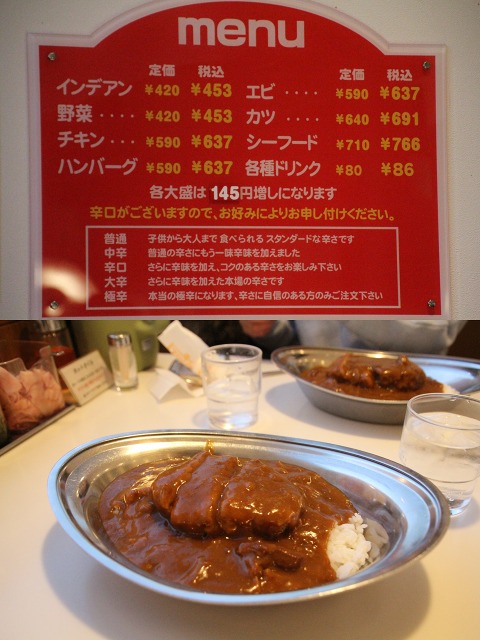 menu
定価 税込 定価 税込
インデアン ¥420 ¥453 エビ ‥‥ ¥590 ¥637
野菜 ‥‥ ¥420 ¥453 カツ ‥‥ ¥640 ¥691
チキン ‥‥ ¥590 ¥637 シーフード ¥710 ¥766
ハンバーグ ¥590 ¥637 各種ドリンク ¥80 ¥86
各大盛は 145円増しになります
辛口がございますので、お好みによりお申し付けください。
普通 子供から大人まで 食べられる スタンダードな辛さです
中辛 普通の辛さにもう一味辛味を加えました
辛口 さらに辛味を加え、コクのある辛さをお楽しみ下さい
大辛 さらに辛味を加えた本場の辛さです
極辛 本当の極辛になります、辛さに自信のある方のみご注文下さい